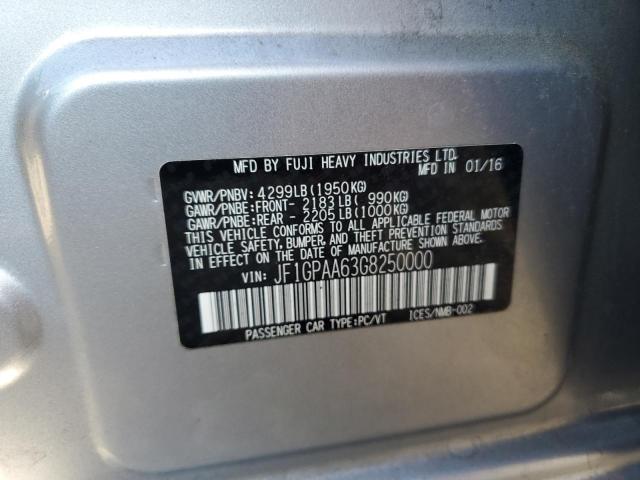 MFD BY FUJI HEAVY INDUSTRIES LTD.
MFD IN 01/16
GVWR/PNBV: 4299LB(1950KG)
GAWR/PNBE:FRONT- 2183LB( 990KG)
GAWR/PNBE:REAR - 2205LB(1000KG)
THIS VEHICLE CONFORMS TO ALL APPLICABLE FEDERAL MOTOR
VEHICLE SAFETY, BUMPER, AND THEFT PREVENTION STANDARDS
IN EFFECT ON THE DATE OF MANUFACTURE SHOWN ABOVE.
VIN: JF1GPAA63G8250000
PASSENGER CAR TYPE:PC/VT ICES/NMB-002